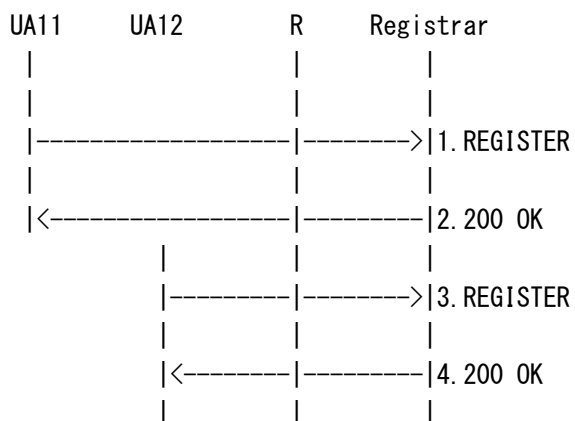 UA11 UA12 R Registrar
1.REGISTER
2.200 OK
3.REGISTER
4.200 OK